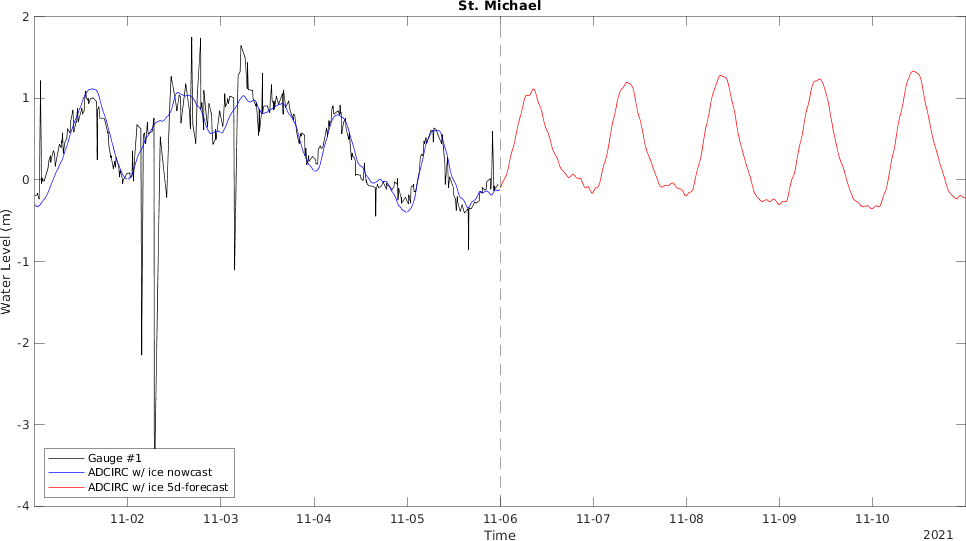 St. Michael
2
1
0
-1
-2
-3
-4
Water Level (m)
Gauge #1
ADCIRC w/ ice nowcast
ADCIRC w/ ice 5d-forecast
11-02 11-03 11-04 11-05 11-06 11-07 11-08 11-09 11-10
Time
2021